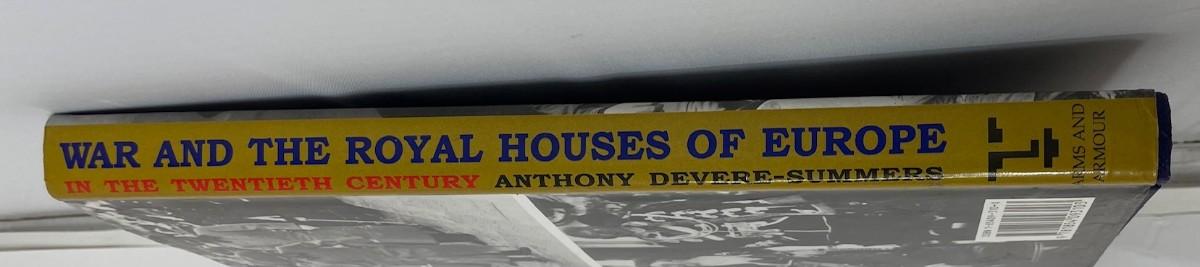 WAR AND THE ROYAL HOUSES OF EUROPE
IN THE TWENTIETH CENTURY ANTHONY DEVERE-SUMMERS
ARMS AND
ARMOUR